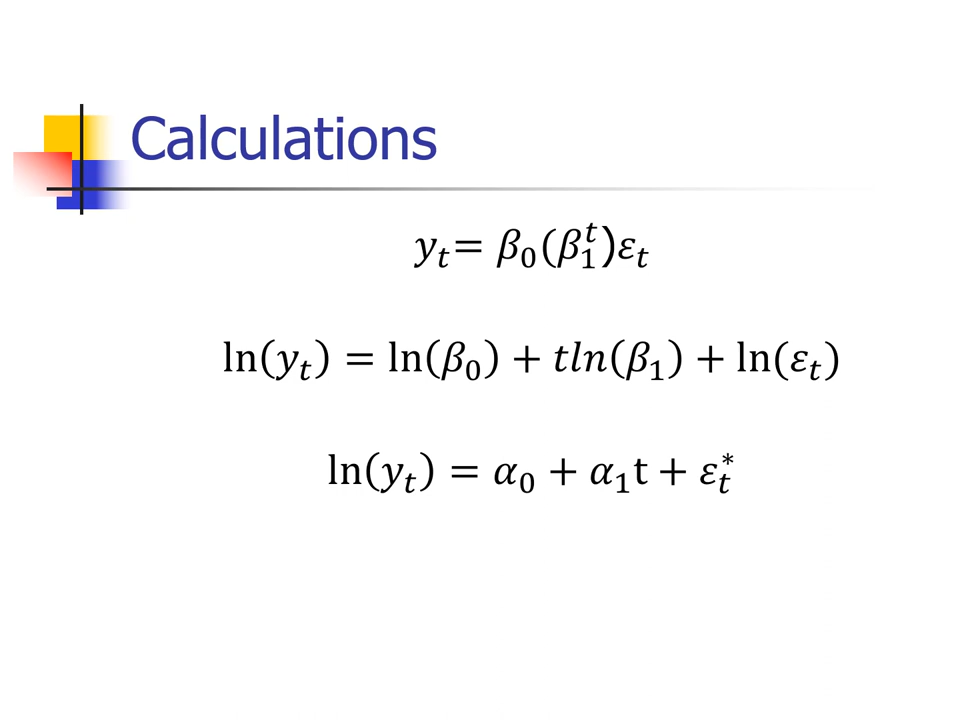 Calculations
𝑦ₜ= 𝛽₀(𝛽₁ᵗ)𝜀ₜ
ln(𝑦ₜ) = ln(𝛽₀) + 𝑡𝑙𝑛(𝛽₁) + ln(𝜀ₜ)
ln(𝑦ₜ) = 𝛼₀ + 𝛼₁t + 𝜀ₜ*